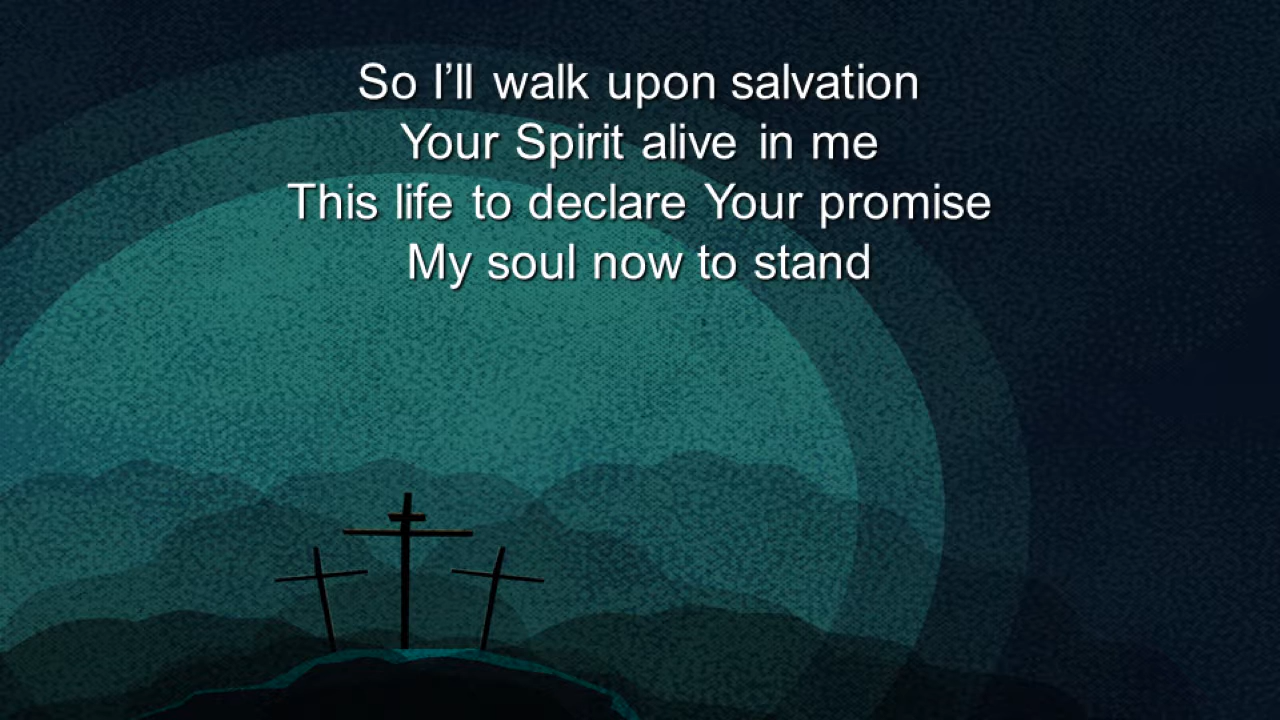 So I’ll walk upon salvation
Your Spirit alive in me
This life to declare Your promise
My soul now to stand